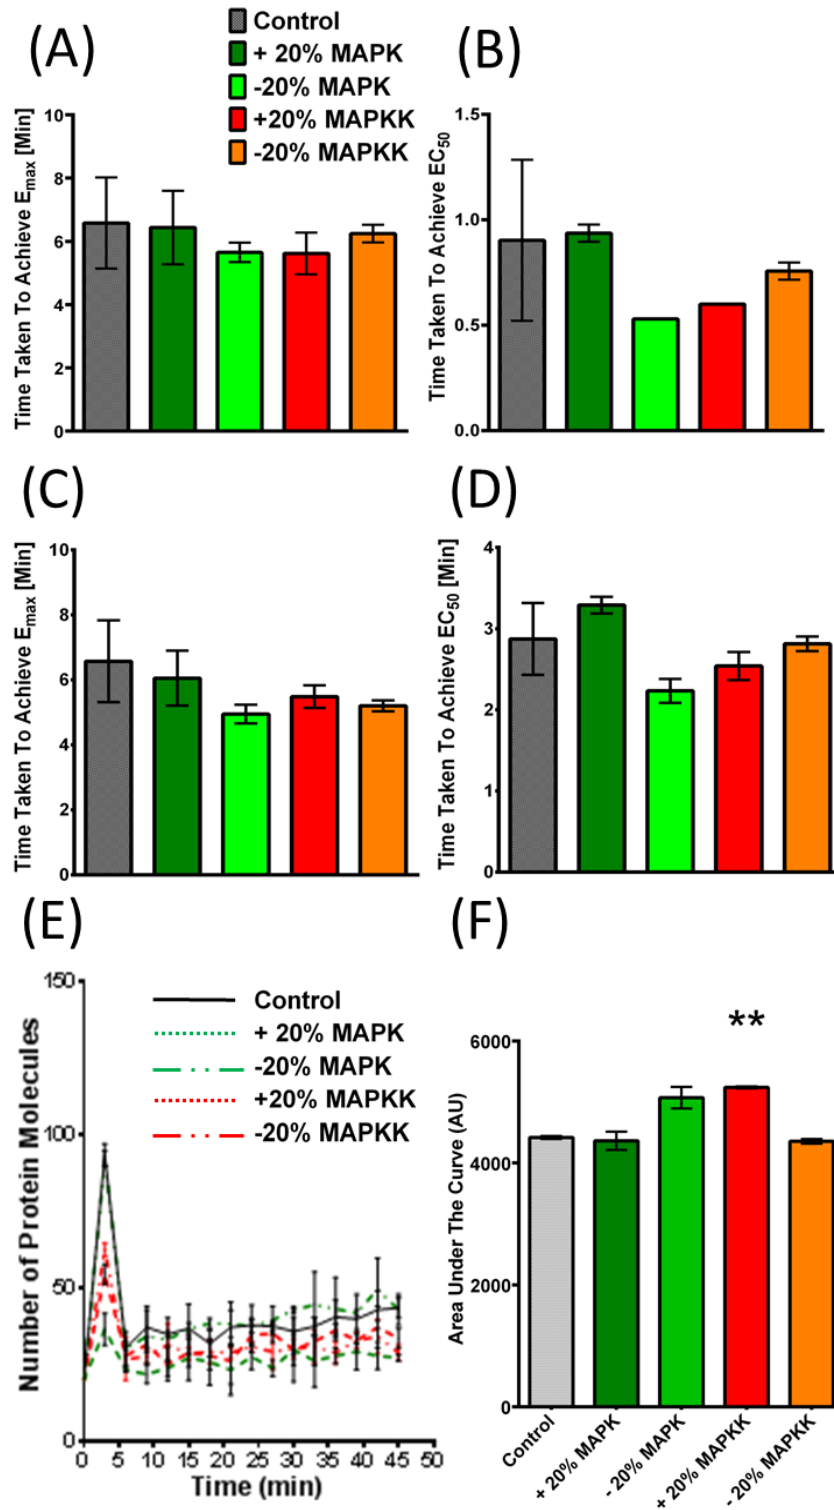 (A)
Control
+ 20% MAPK
-20% MAPK
+20% MAPKK
-20% MAPKK
Time Taken To Achieve Emax [Min]
10
8
6
4
2
0
(B)
Time Taken To Achieve EC50
1.5
1.0
0.5
0.0
(C)
Time Taken To Achieve Emax [Min]
10
8
6
4
2
0
(D)
Time Taken To Achieve EC50 [Min]
4
3
2
1
0
(E)
Number of Protein Molecules
150
100
50
0
Control
+ 20% MAPK
-20% MAPK
+20% MAPKK
-20% MAPKK
0 5 10 15 20 25 30 35 40 45 50
Time (min)
(F)
**
Area Under The Curve (AU)
6000
4000
2000
0
Control
+ 20% MAPK
- 20% MAPK
+ 20% MAPKK
- 20% MAPKK